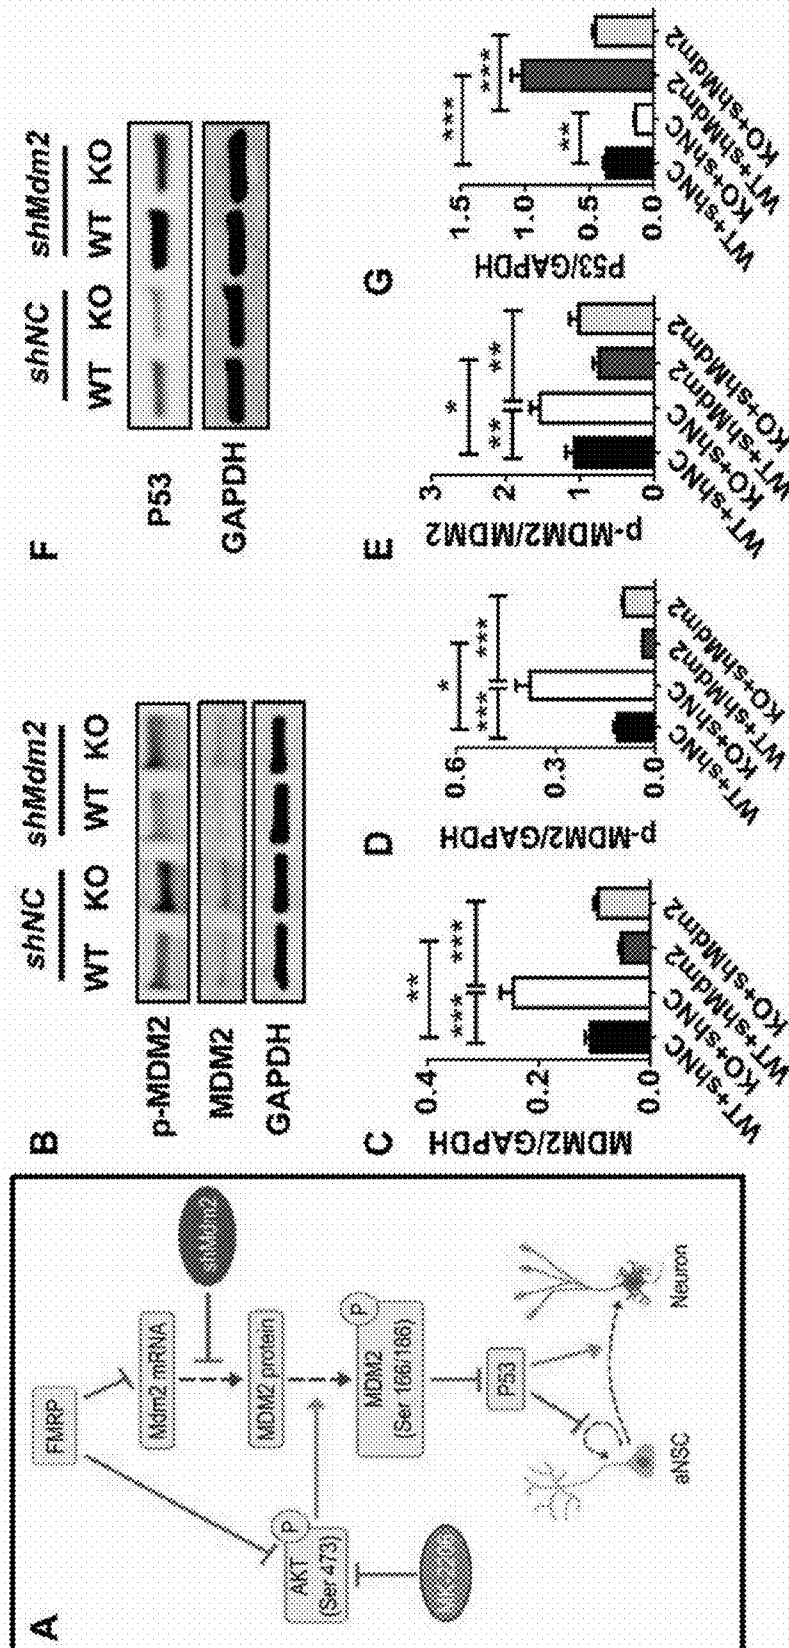 A
FMRP
Mdm2 mRNA
MDM2 protein
AKT
(Ser 473)
P
MDM2
(Ser 166/186)
P
P53
aNSC
Neuron
B
shNC shMdm2
WT KO WT KO
p-MDM2
MDM2
GAPDH
F
shNC shMdm2
WT KO WT KO
P53
GAPDH
C
MDM2/GAPDH
0.4
0.2
0.0
** 
*** ***
WT+shNC
KO+shNC
WT+shMdm2
KO+shMdm2
D
p-MDM2/GAPDH
0.6
0.3
0.0
*
*** ***
WT+shNC
KO+shNC
WT+shMdm2
KO+shMdm2
E
p-MDM2/MDM2
3
2
1
0
*
** **
WT+shNC
KO+shNC
WT+shMdm2
KO+shMdm2
G
P53/GAPDH
1.5
1.0
0.5
0.0
***
***
**
WT+shNC
KO+shNC
WT+shMdm2
KO+shMdm2